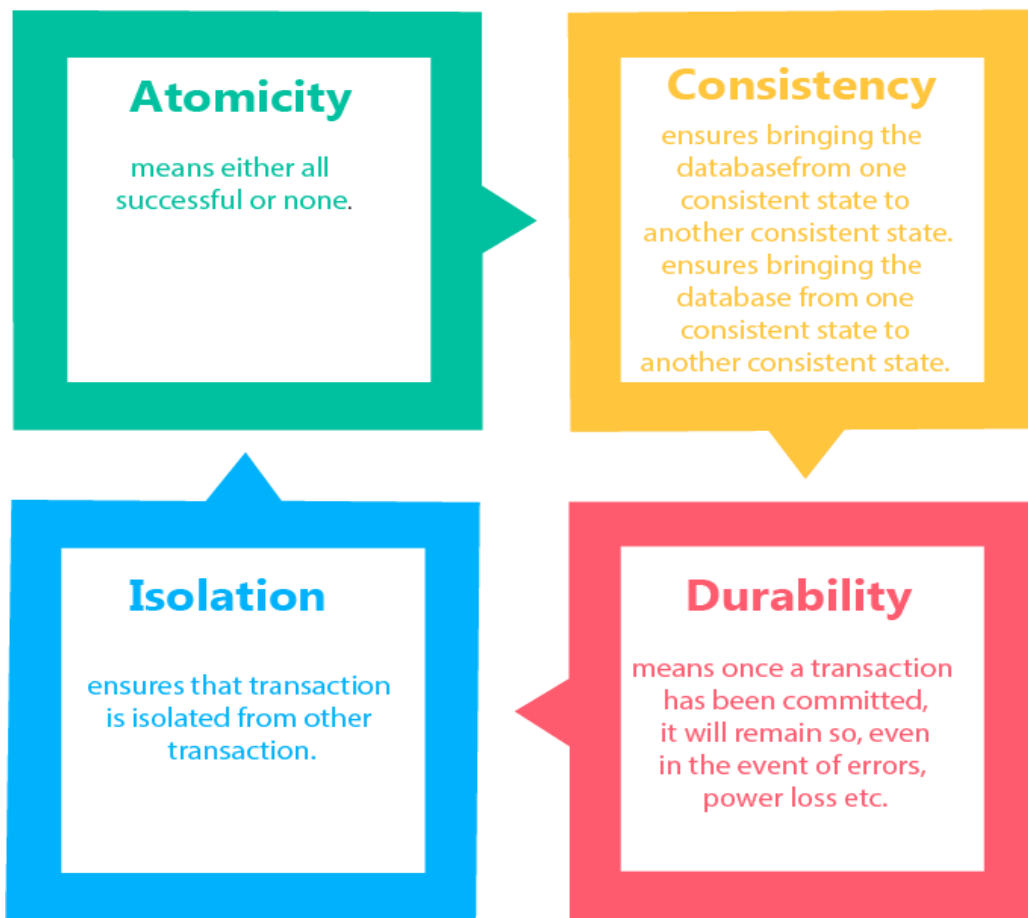 Atomicity
means either all
successful or none.
Consistency
ensures bringing the
databasefrom one
consistent state to
another consistent state.
ensures bringing the
database from one
consistent state to
another consistent state.
Isolation
ensures that transaction
is isolated from other
transaction.
Durability
means once a transaction
has been committed,
it will remain so, even
in the event of errors,
power loss etc.